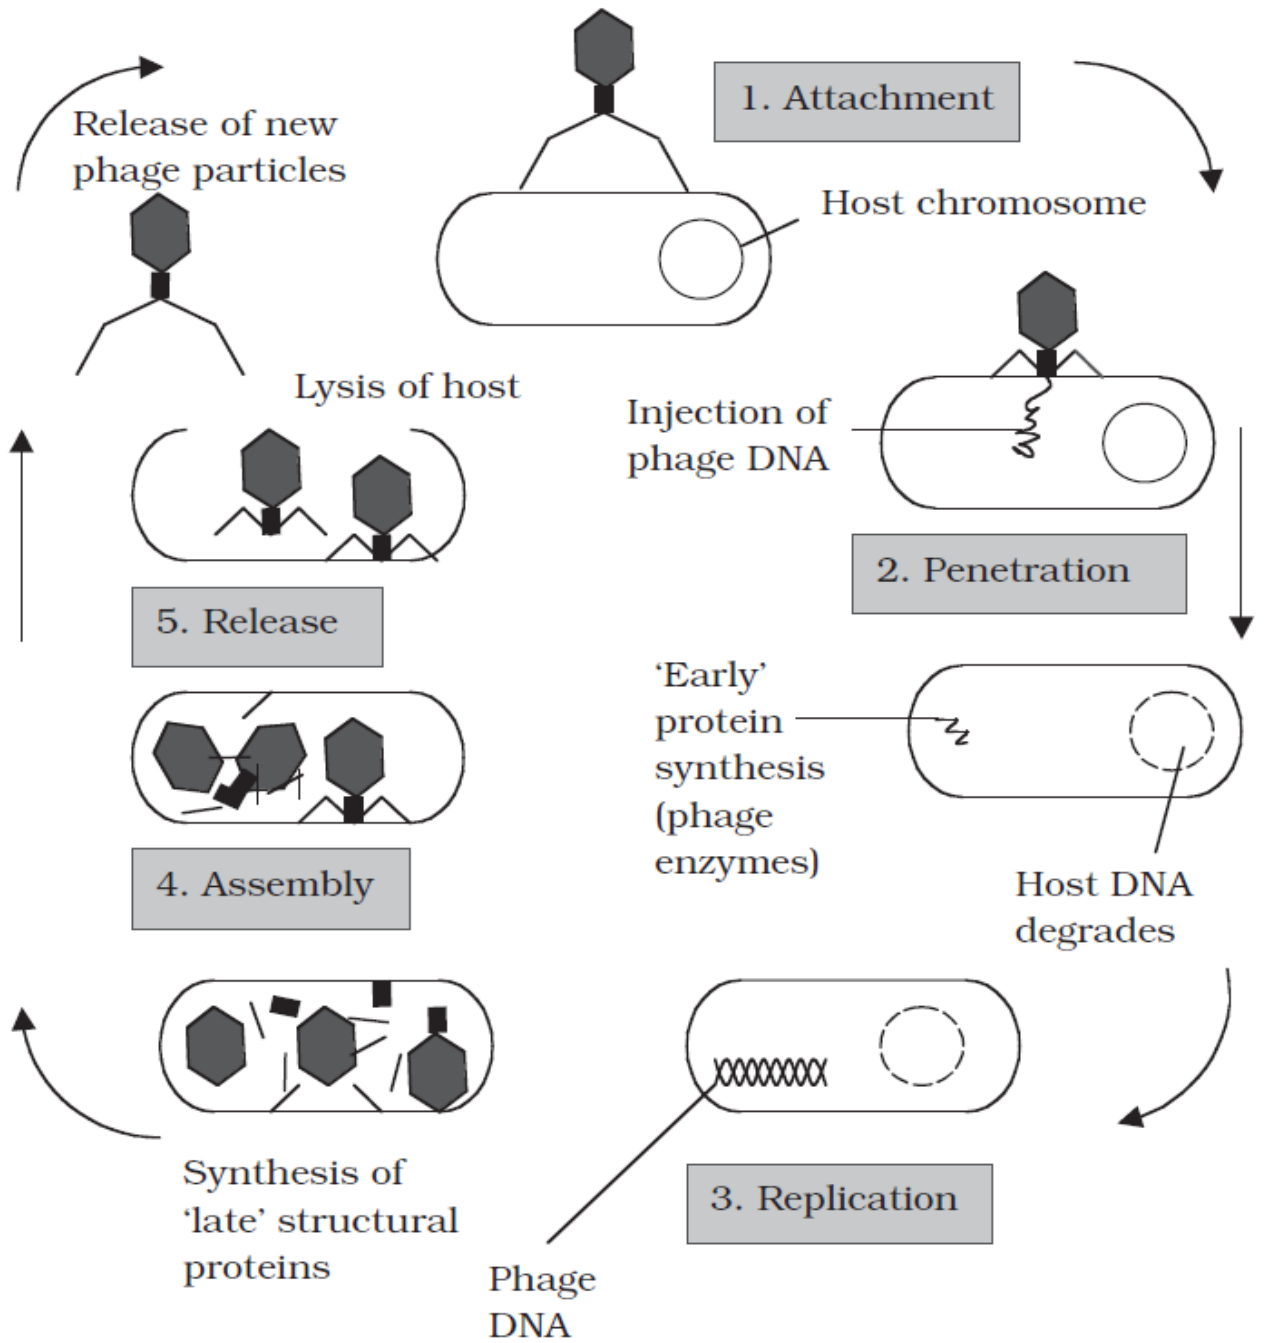 1. Attachment
Host chromosome
Injection of
phage DNA
2. Penetration
‘Early’
protein
synthesis
(phage
enzymes)
Host DNA
degrades
3. Replication
Phage
DNA
Synthesis of
‘late’ structural
proteins
4. Assembly
5. Release
Lysis of host
Release of new
phage particles